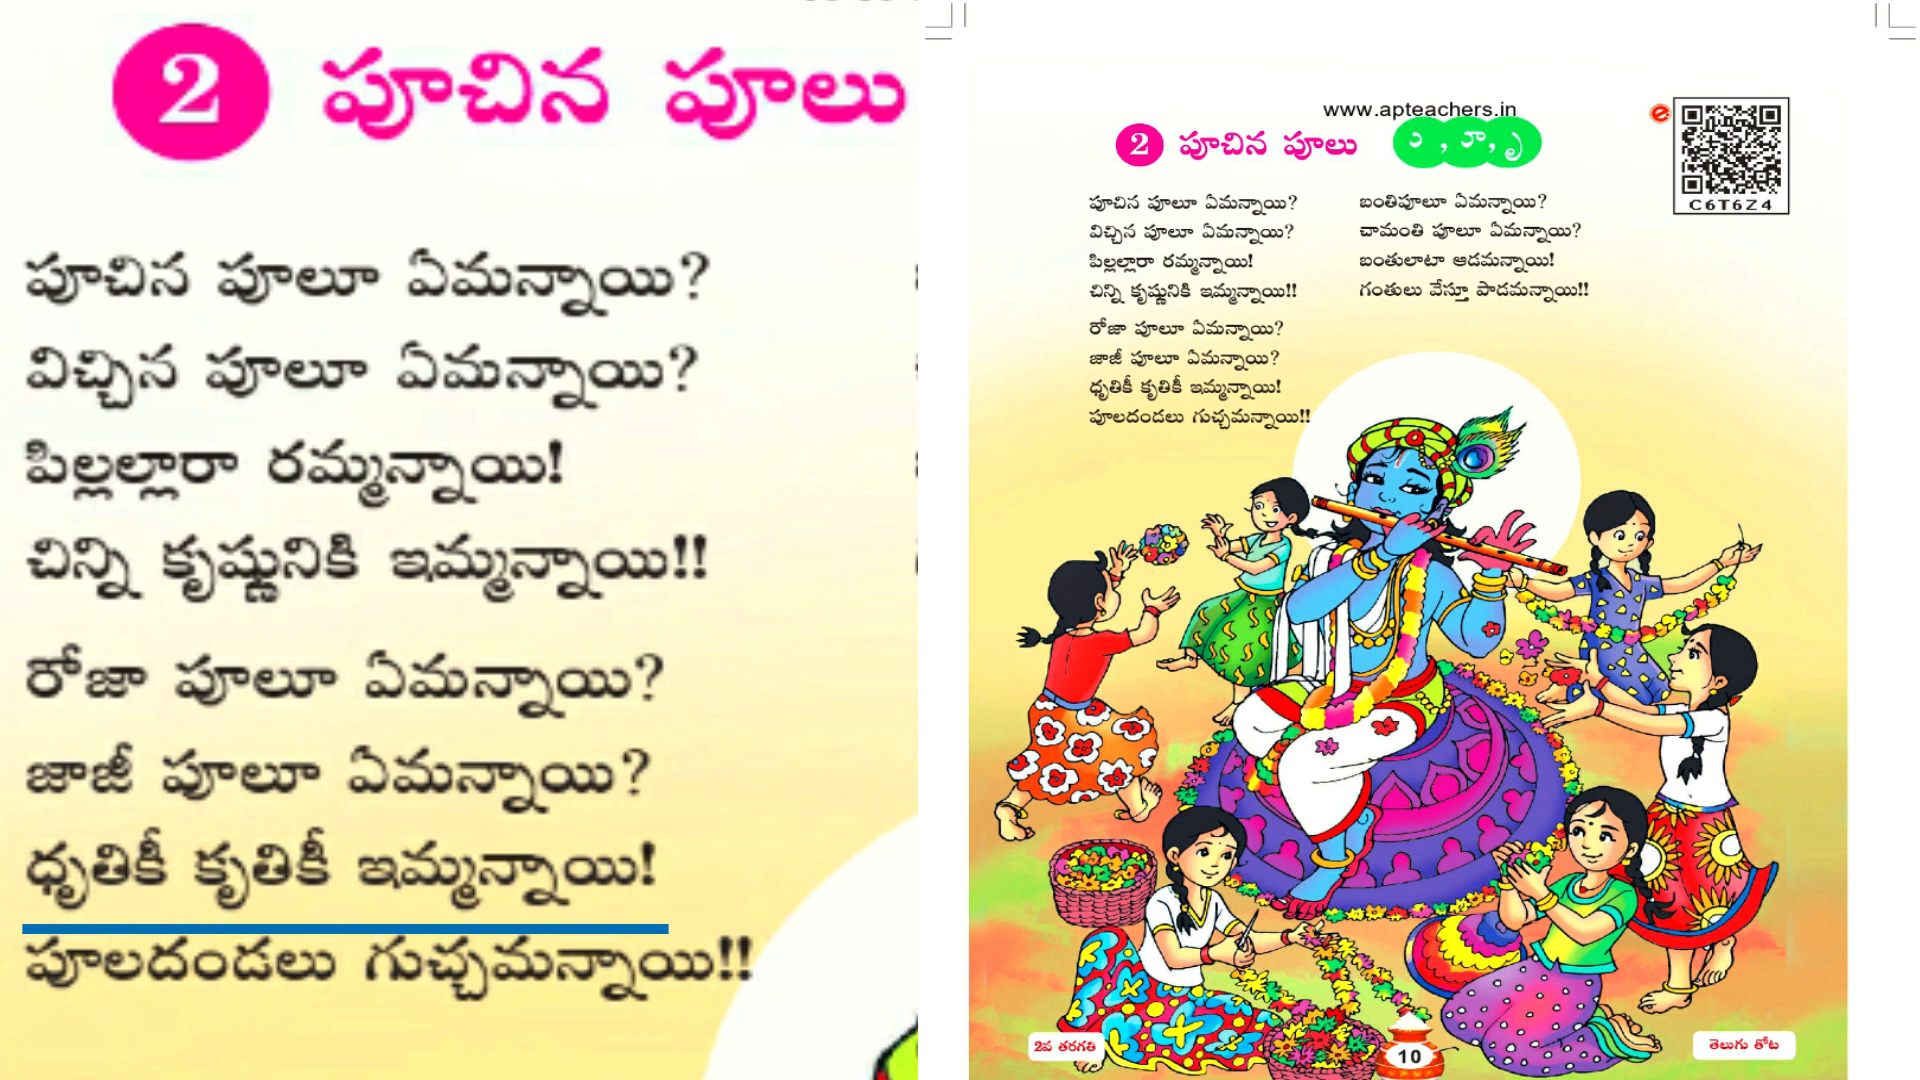 2 పూచిన పూలు
పూచిన పూలూ ఏమన్నాయి?
విచ్చిన పూలూ ఏమన్నాయి?
పిల్లల్లారా రమ్మన్నాయి!
చిన్ని కృష్ణునికి ఇమ్మన్నాయి!!
రోజా పూలూ ఏమన్నాయి?
జాజీ పూలూ ఏమన్నాయి?
ధృతికీ కృతికీ ఇమ్మన్నాయి!
పూలదండలు గుచ్చమన్నాయి!!
www.apteachers.in
2 పూచిన పూలు
C6T6Z4
పూచిన పూలూ ఏమన్నాయి?
విచ్చిన పూలూ ఏమన్నాయి?
పిల్లల్లారా రమ్మన్నాయి!
చిన్ని కృష్ణునికి ఇమ్మన్నాయి!!
రోజా పూలూ ఏమన్నాయి?
జాజీ పూలూ ఏమన్నాయి?
ధృతికీ కృతికీ ఇమ్మన్నాయి!
పూలదండలు గుచ్చమన్నాయి!!
బంతిపూలూ ఏమన్నాయి?
చామంతి పూలూ ఏమన్నాయి?
బంతులాటా ఆడమన్నాయి!
గంతులు వేస్తూ పాడమన్నాయి!!
2వ తరగతి
10
తెలుగు తోట